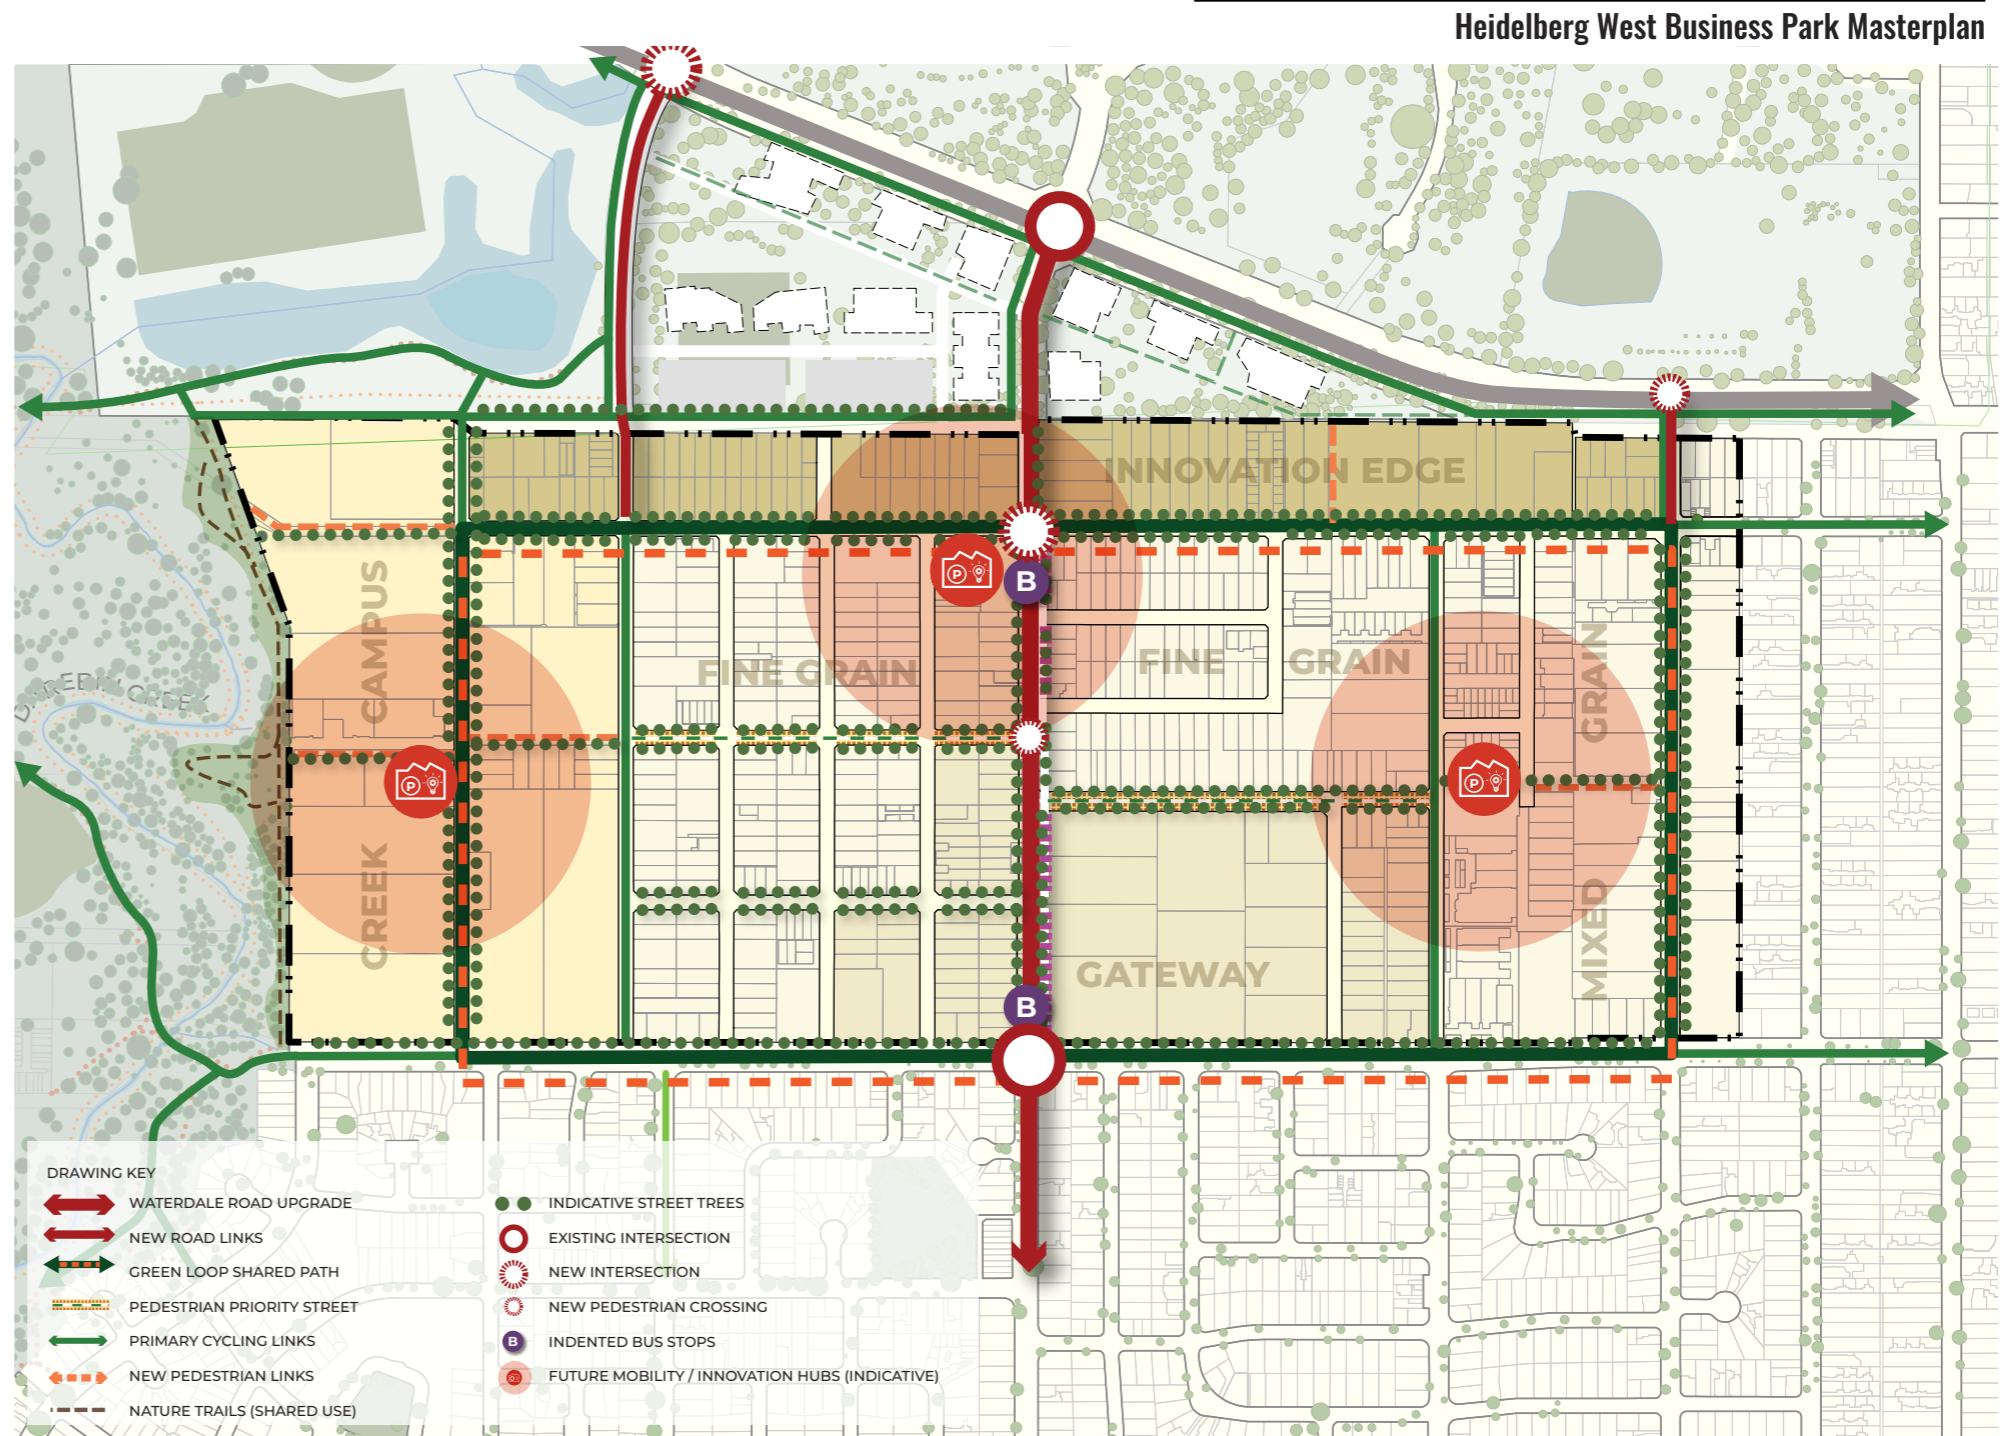 Heidelberg West Business Park Masterplan
INNOVATION EDGE
CAMPUS
FINE GRAIN
FINE GRAIN
GRAIN
DAREBIN CREEK
P
B
P
P
CREEK
MIXED
GATEWAY
B
DRAWING KEY
WATERDALE ROAD UPGRADE
NEW ROAD LINKS
GREEN LOOP SHARED PATH
PEDESTRIAN PRIORITY STREET
PRIMARY CYCLING LINKS
NEW PEDESTRIAN LINKS
NATURE TRAILS (SHARED USE)
INDICATIVE STREET TREES
EXISTING INTERSECTION
NEW INTERSECTION
NEW PEDESTRIAN CROSSING
B INDENTED BUS STOPS
FUTURE MOBILITY / INNOVATION HUBS (INDICATIVE)